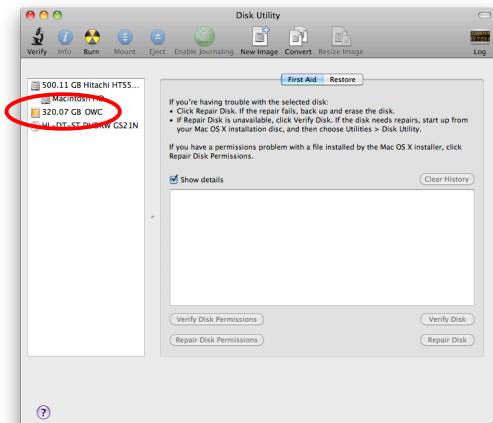 Disk Utility
Verify Info Burn Mount Eject Enable Journaling New Image Convert Resize Image Log
500.11 GB Hitachi HTS5...
Macintosh HD
320.07 GB OWC
HL-DT-ST DVDRW GS21N
First Aid Restore
If you're having trouble with the selected disk:
• Click Repair Disk. If the repair fails, back up and erase the disk.
• If Repair Disk is unavailable, click Verify Disk. If the disk needs repairs, start up from
your Mac OS X installation disc, and then choose Utilities > Disk Utility.
If you have a permissions problem with a file installed by the Mac OS X installer, click
Repair Disk Permissions.
Show details
Clear History
Verify Disk Permissions
Verify Disk
Repair Disk Permissions
Repair Disk
?